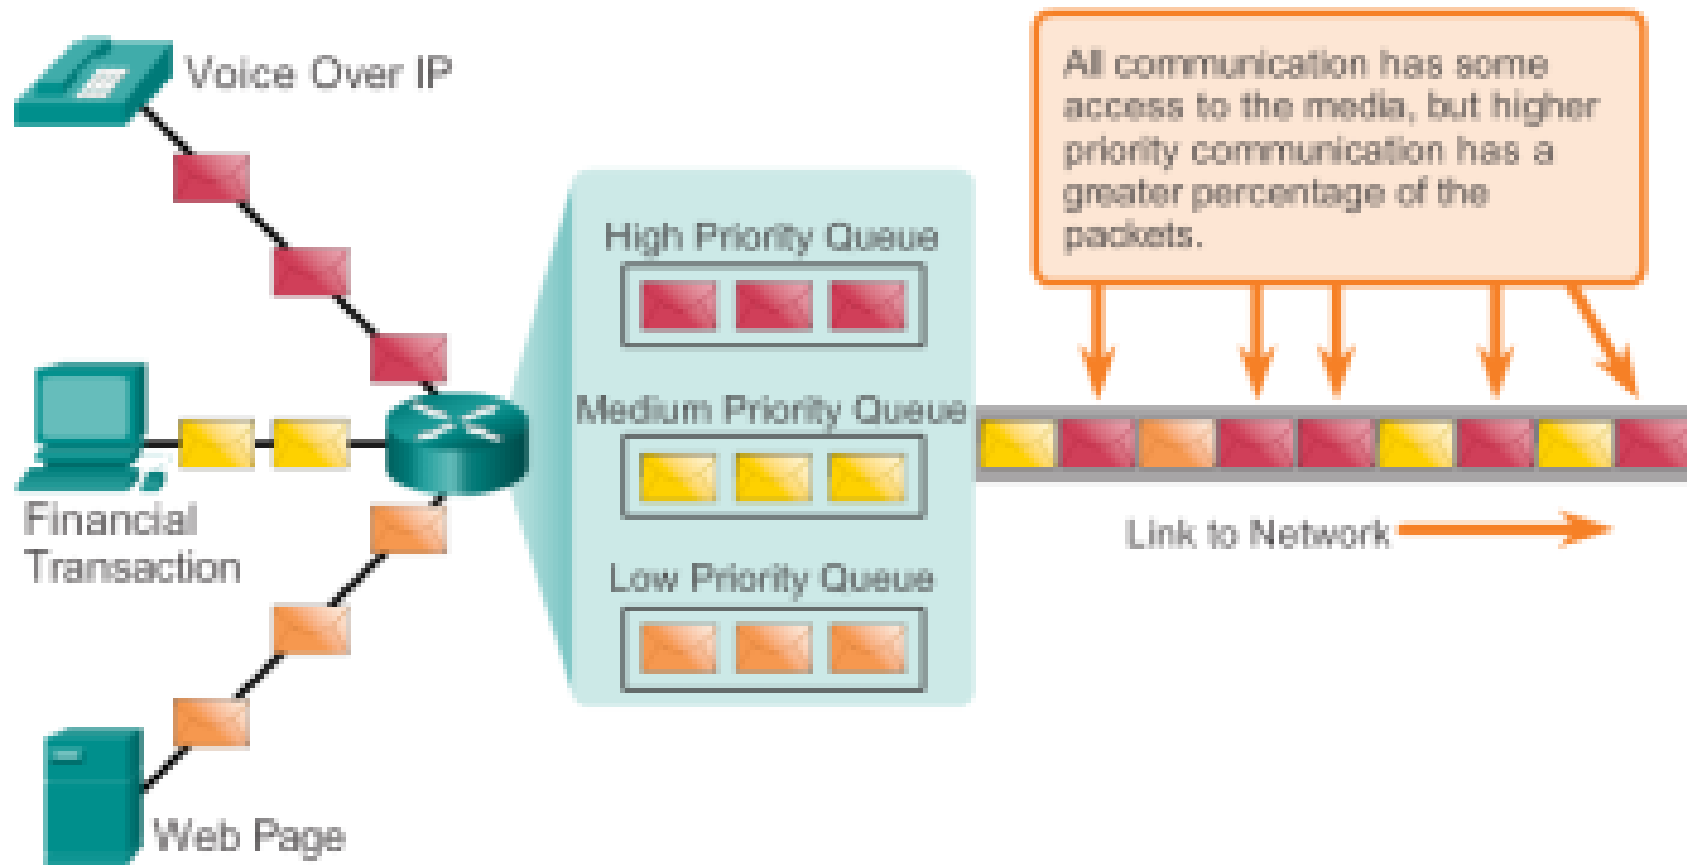 Voice Over IP
All communication has some
access to the media, but higher
priority communication has a
greater percentage of the
packets.
High Priority Queue
Medium Priority Queue
Financial
Transaction
Link to Network
Low Priority Queue
Web Page